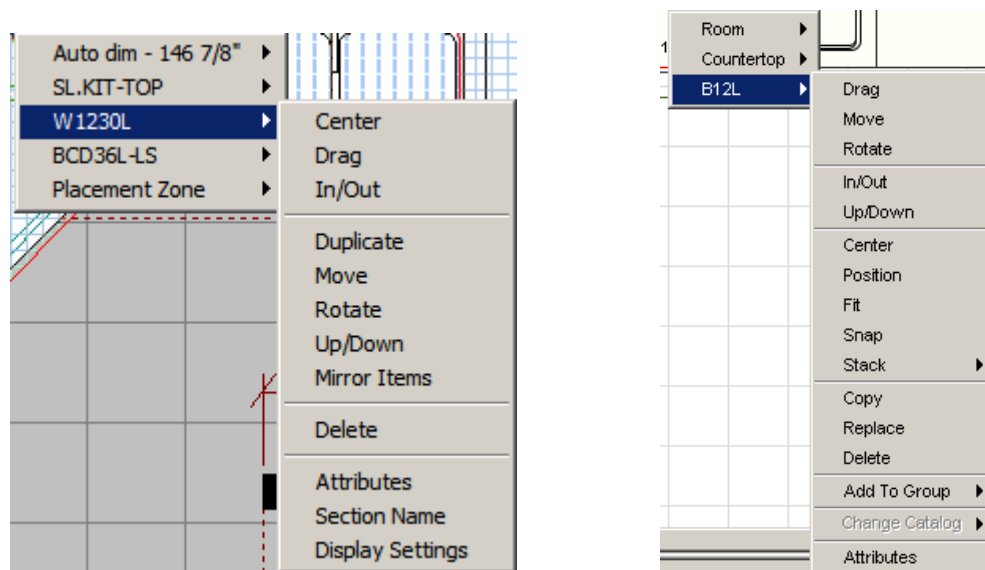 Auto dim - 146 7/8"
SL.KIT-TOP
W1230L
BCD36L-LS
Placement Zone
Center
Drag
In/Out
Duplicate
Move
Rotate
Up/Down
Mirror Items
Delete
Attributes
Section Name
Display Settings
Room
Countertop
B12L
1
Drag
Move
Rotate
In/Out
Up/Down
Center
Position
Fit
Snap
Stack
Copy
Replace
Delete
Add To Group
Change Catalog
Attributes